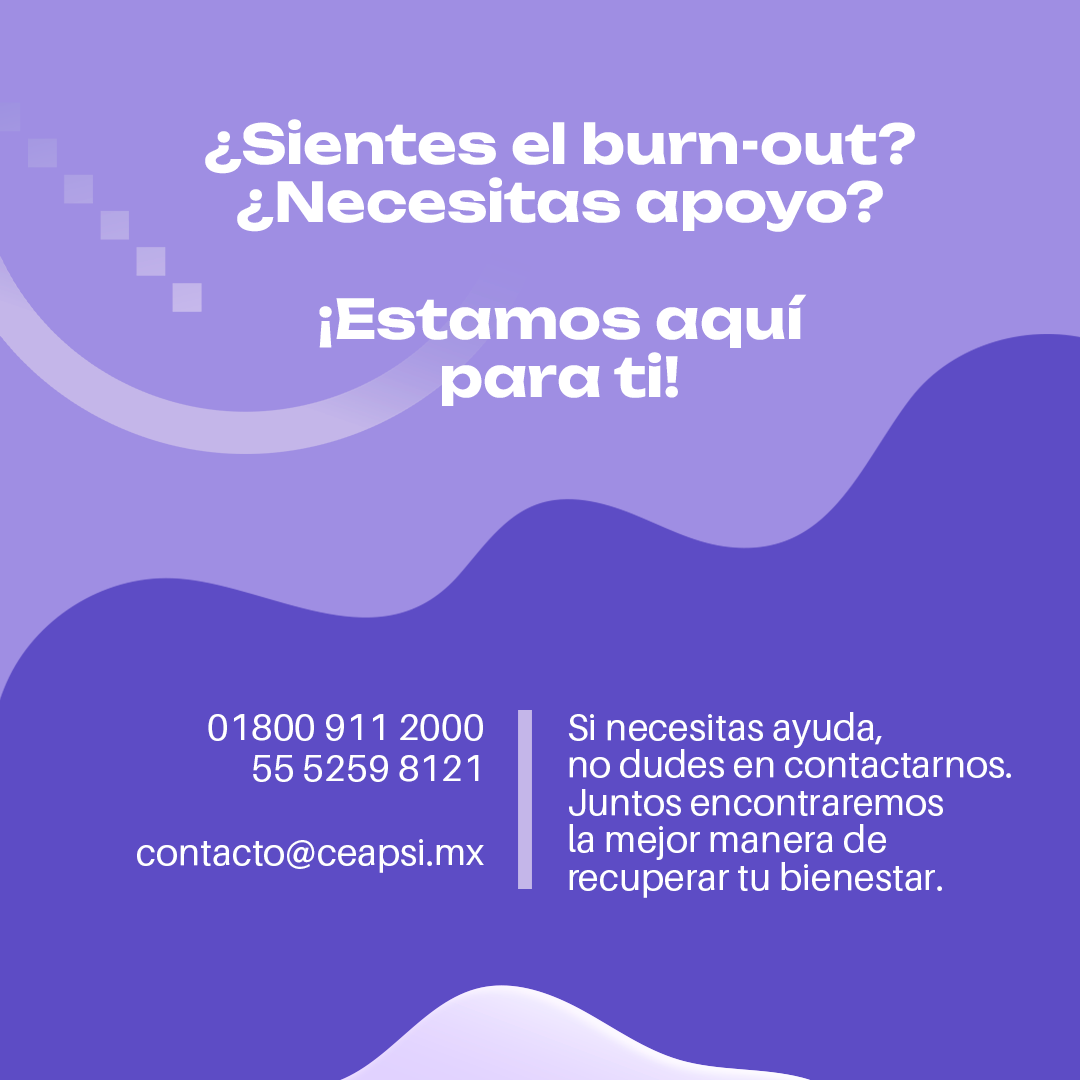 ¿Sientes el burn-out?
¿Necesitas apoyo?
¡Estamos aquí
para ti!
01800 911 2000
55 5259 8121
contacto@ceapsi.mx
Si necesitas ayuda,
no dudes en contactarnos.
Juntos encontraremos
la mejor manera de
recuperar tu bienestar.